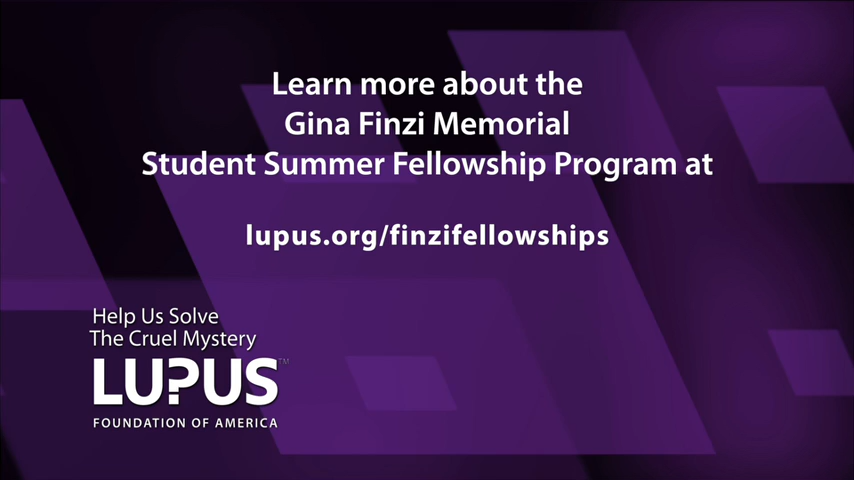 Learn more about the
Gina Finzi Memorial
Student Summer Fellowship Program at
lupus.org/finzifellowships
Help Us Solve
The Cruel Mystery
LUPUS™
FOUNDATION OF AMERICA